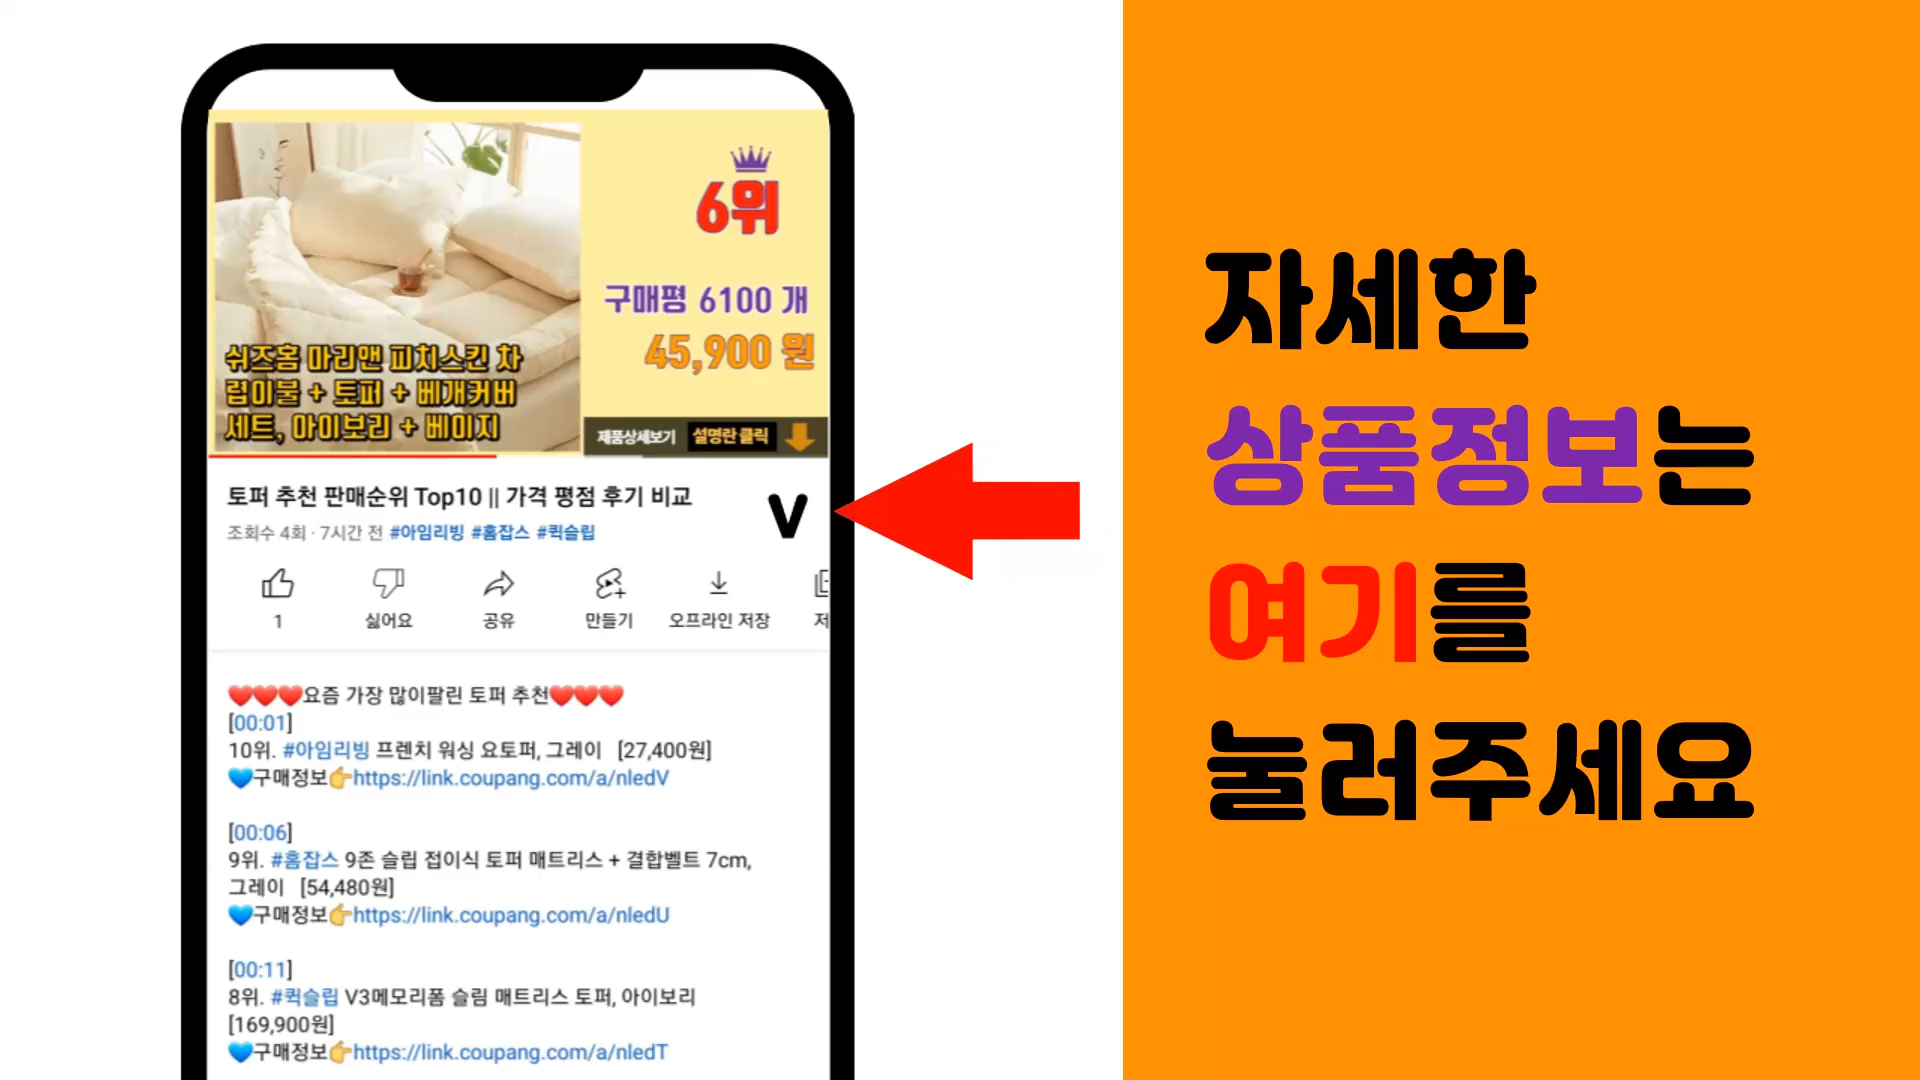 6위
구매평 6100 개
45,900 원
쉬즈홈 마리앤 피치스킨 차
렵이불 + 토퍼 + 베개커버
세트, 아이보리 + 베이지
제품상세보기 설명란 클릭
토퍼 추천 판매순위 Top10 || 가격 평점 후기 비교
V
조회수 4회 · 7시간 전 #아임리빙 #홈잡스 #퀵슬립
1 싫어요 공유 만들기 오프라인 저장 저
❤️❤️❤️요즘 가장 많이팔린 토퍼 추천❤️❤️❤️
[00:01]
10위. #아임리빙 프렌치 워싱 요토퍼, 그레이 [27,400원]
💙구매정보👉https://link.coupang.com/a/nledV
[00:06]
9위. #홈잡스 9존 슬립 접이식 토퍼 매트리스 + 결합벨트 7cm,
그레이 [54,480원]
💙구매정보👉https://link.coupang.com/a/nledU
[00:11]
8위. #퀵슬립 V3메모리폼 슬림 매트리스 토퍼, 아이보리
[169,900원]
💙구매정보👉https://link.coupang.com/a/nledT
자세한
상품정보는
여기를
눌러주세요